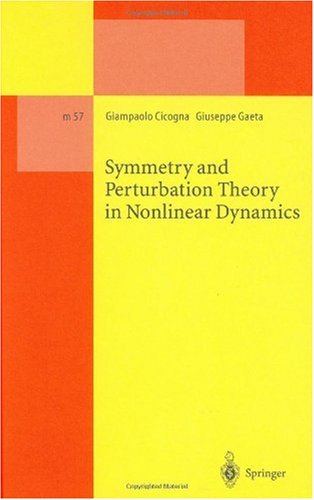 m 57
Giampaolo Cicogna Giuseppe Gaeta
Symmetry and
Perturbation Theory
in Nonlinear Dynamics
Springer